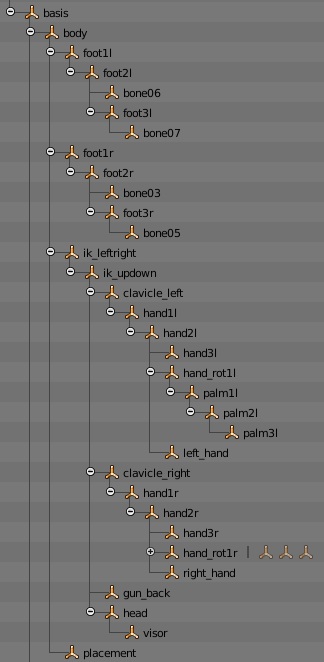 basis
body
foot1l
foot2l
bone06
foot3l
bone07
foot1r
foot2r
bone03
foot3r
bone05
ik_leftright
ik_updown
clavicle_left
hand1l
hand2l
hand3l
hand_rot1l
palm1l
palm2l
palm3l
left_hand
clavicle_right
hand1r
hand2r
hand3r
hand_rot1r
right_hand
gun_back
head
visor
placement